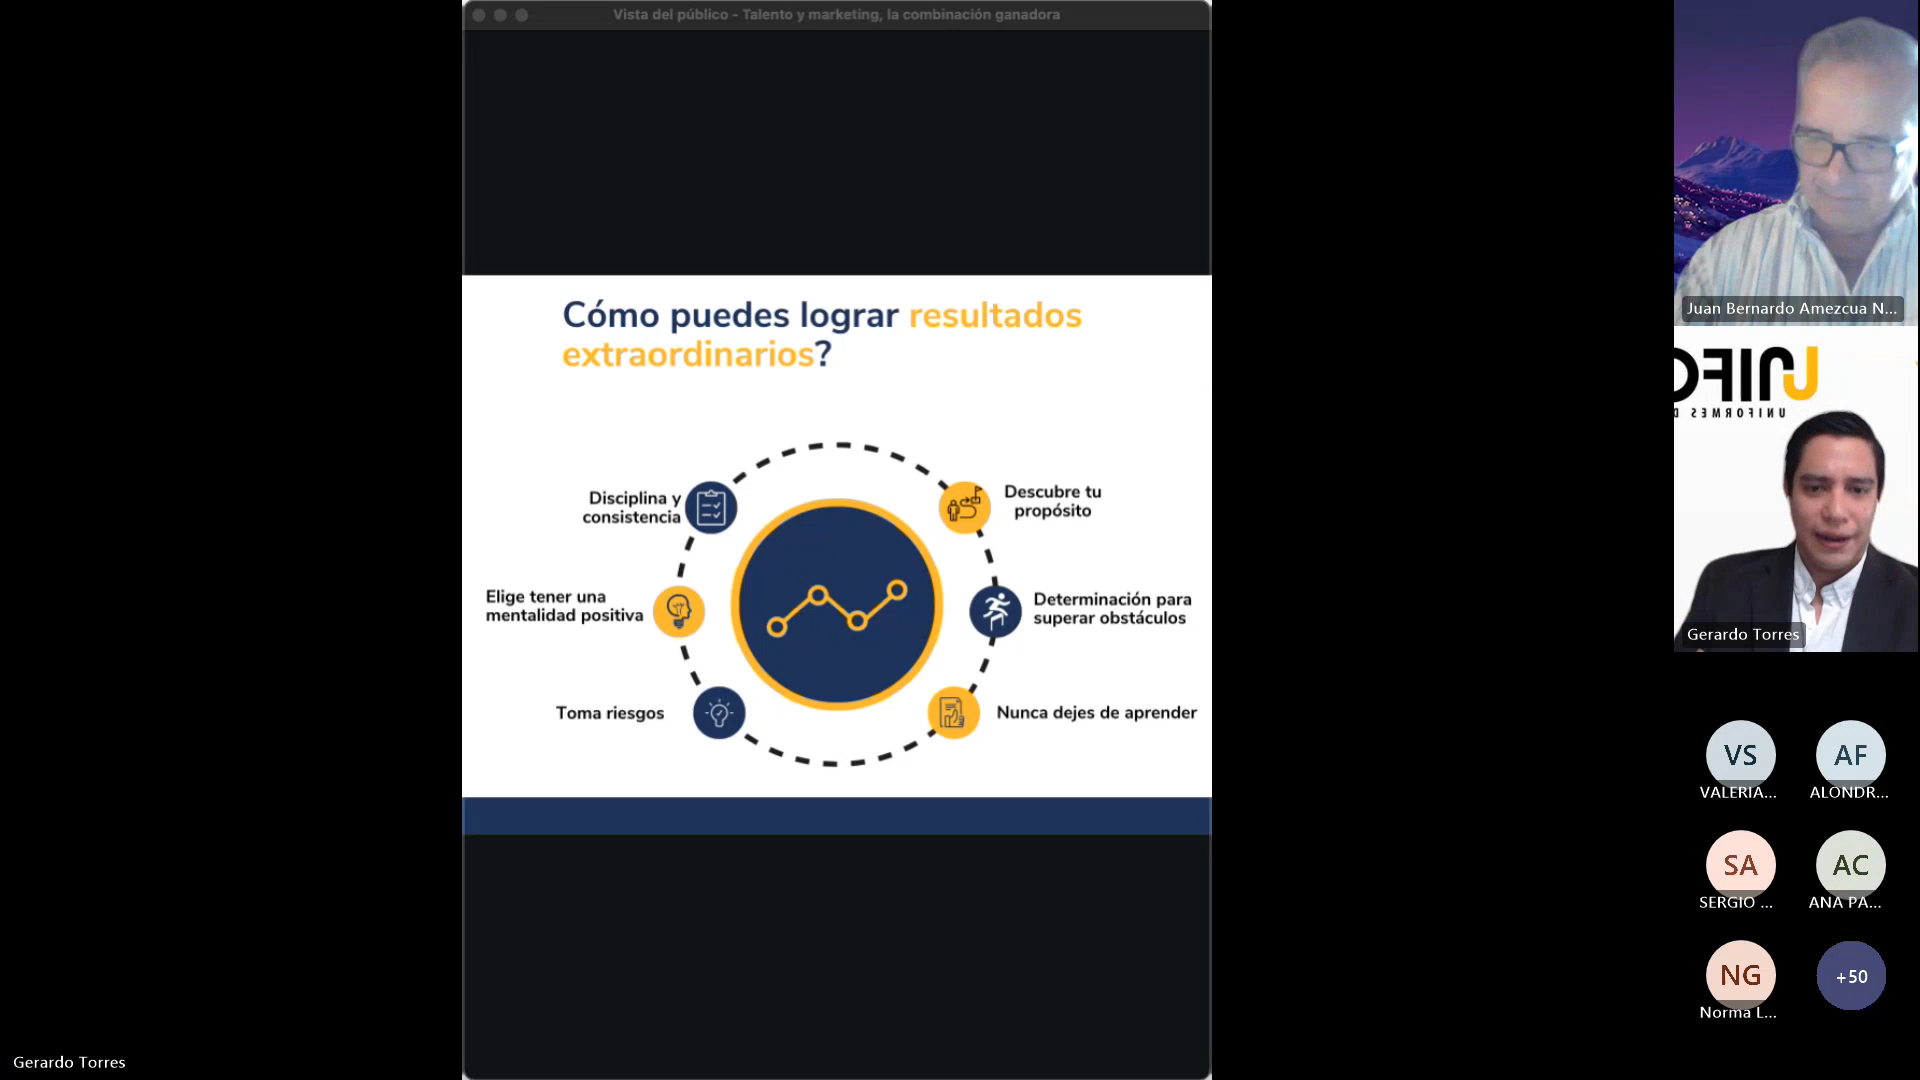 Vista del público - Talento y marketing, la combinación ganadora
Cómo puedes lograr resultados
extraordinarios?
Disciplina y
consistencia
Descubre tu
propósito
Elige tener una
mentalidad positiva
Determinación para
superar obstáculos
Toma riesgos
Nunca dejes de aprender
Juan Bernardo Amezcua N...
UNIFO
UNIFORMES D
Gerardo Torres
VS
VALERIA...
AF
ALONDR...
SA
SERGIO ...
AC
ANA PA...
NG
Norma L...
+50
Gerardo Torres